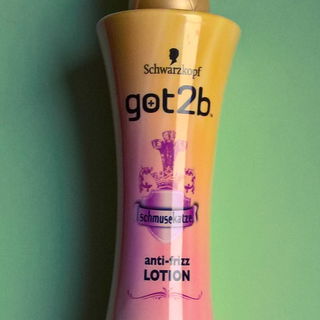 Schwarzkopf
got2b
schmusekatze
anti-frizz
LOTION